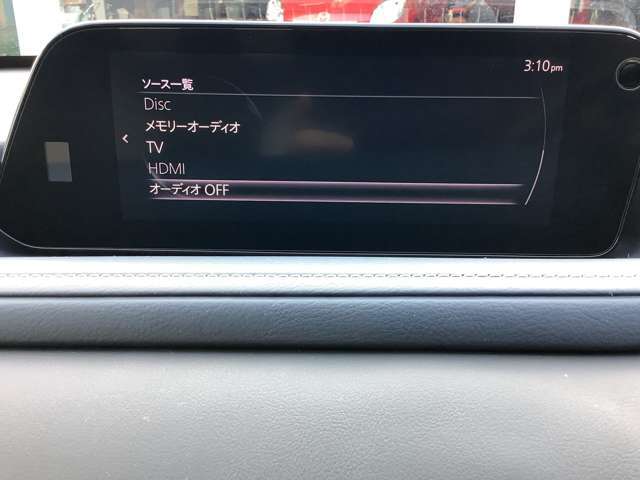 3:10pm
ソース一覧
Disc
メモリーオーディオ
TV
HDMI
オーディオ OFF